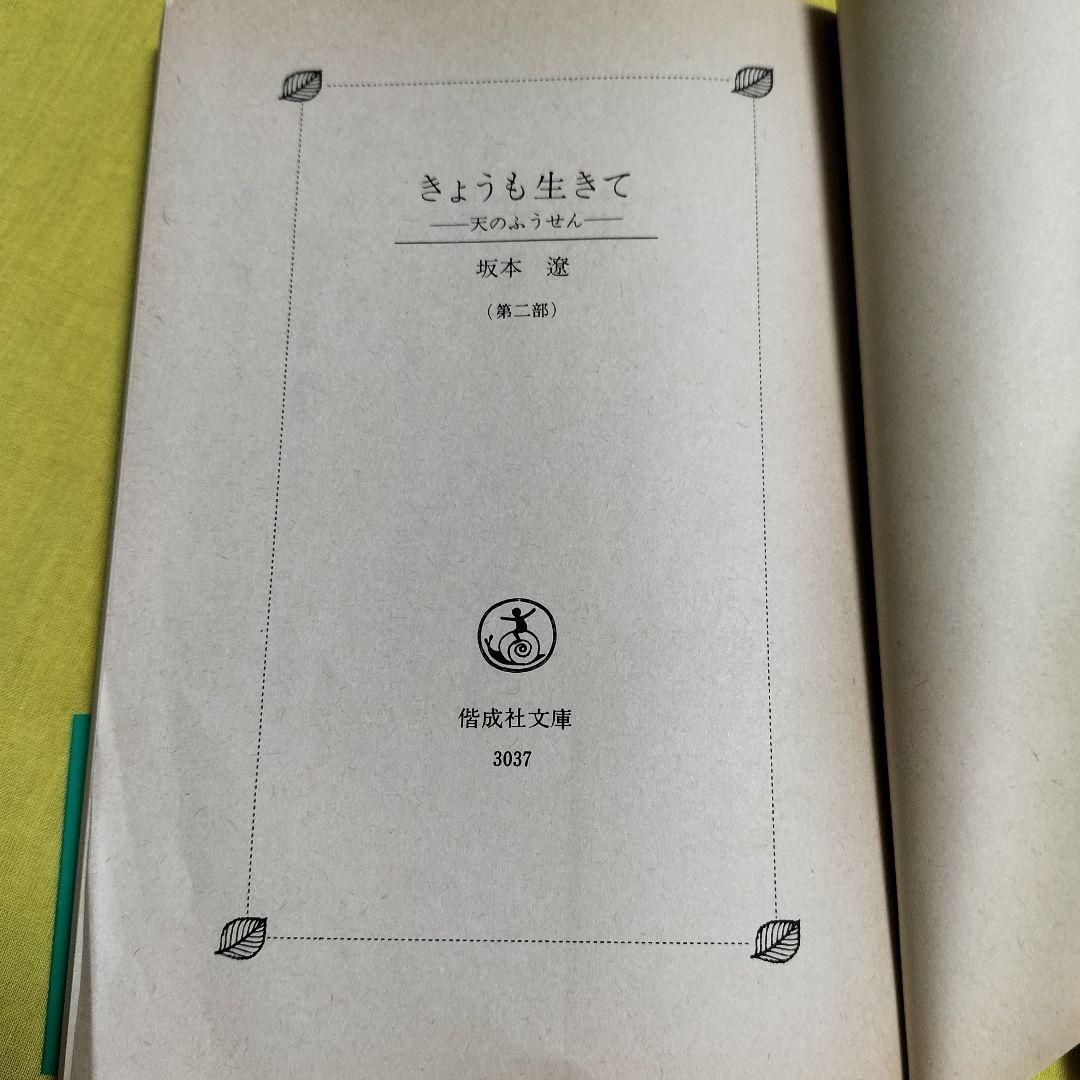 きょうも生きて
——天のふうせん——
坂本 遼
（第二部）
偕成社文庫
3037